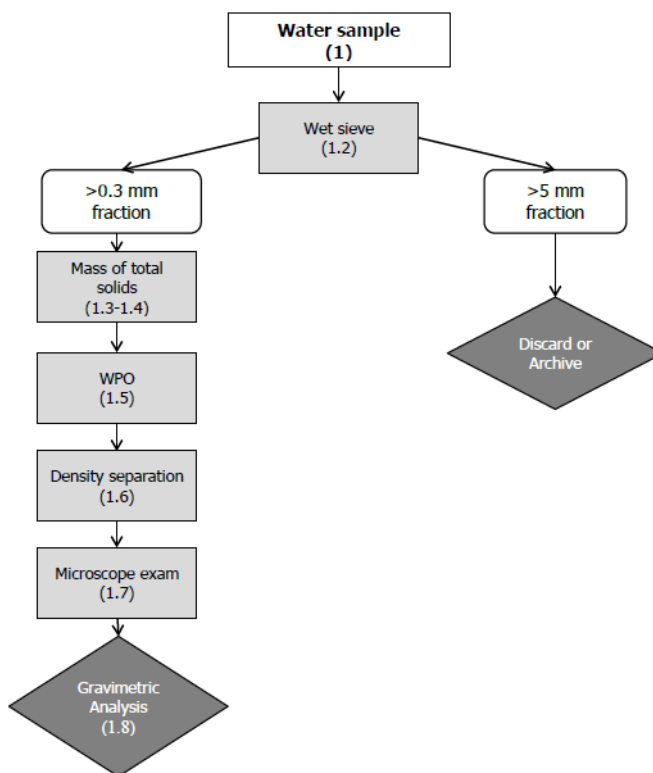 Water sample
(1)
Wet sieve
(1.2)
>0.3 mm
fraction
>5 mm
fraction
Mass of total
solids
(1.3-1.4)
Discard or
Archive
WPO
(1.5)
Density separation
(1.6)
Microscope exam
(1.7)
Gravimetric
Analysis
(1.8)